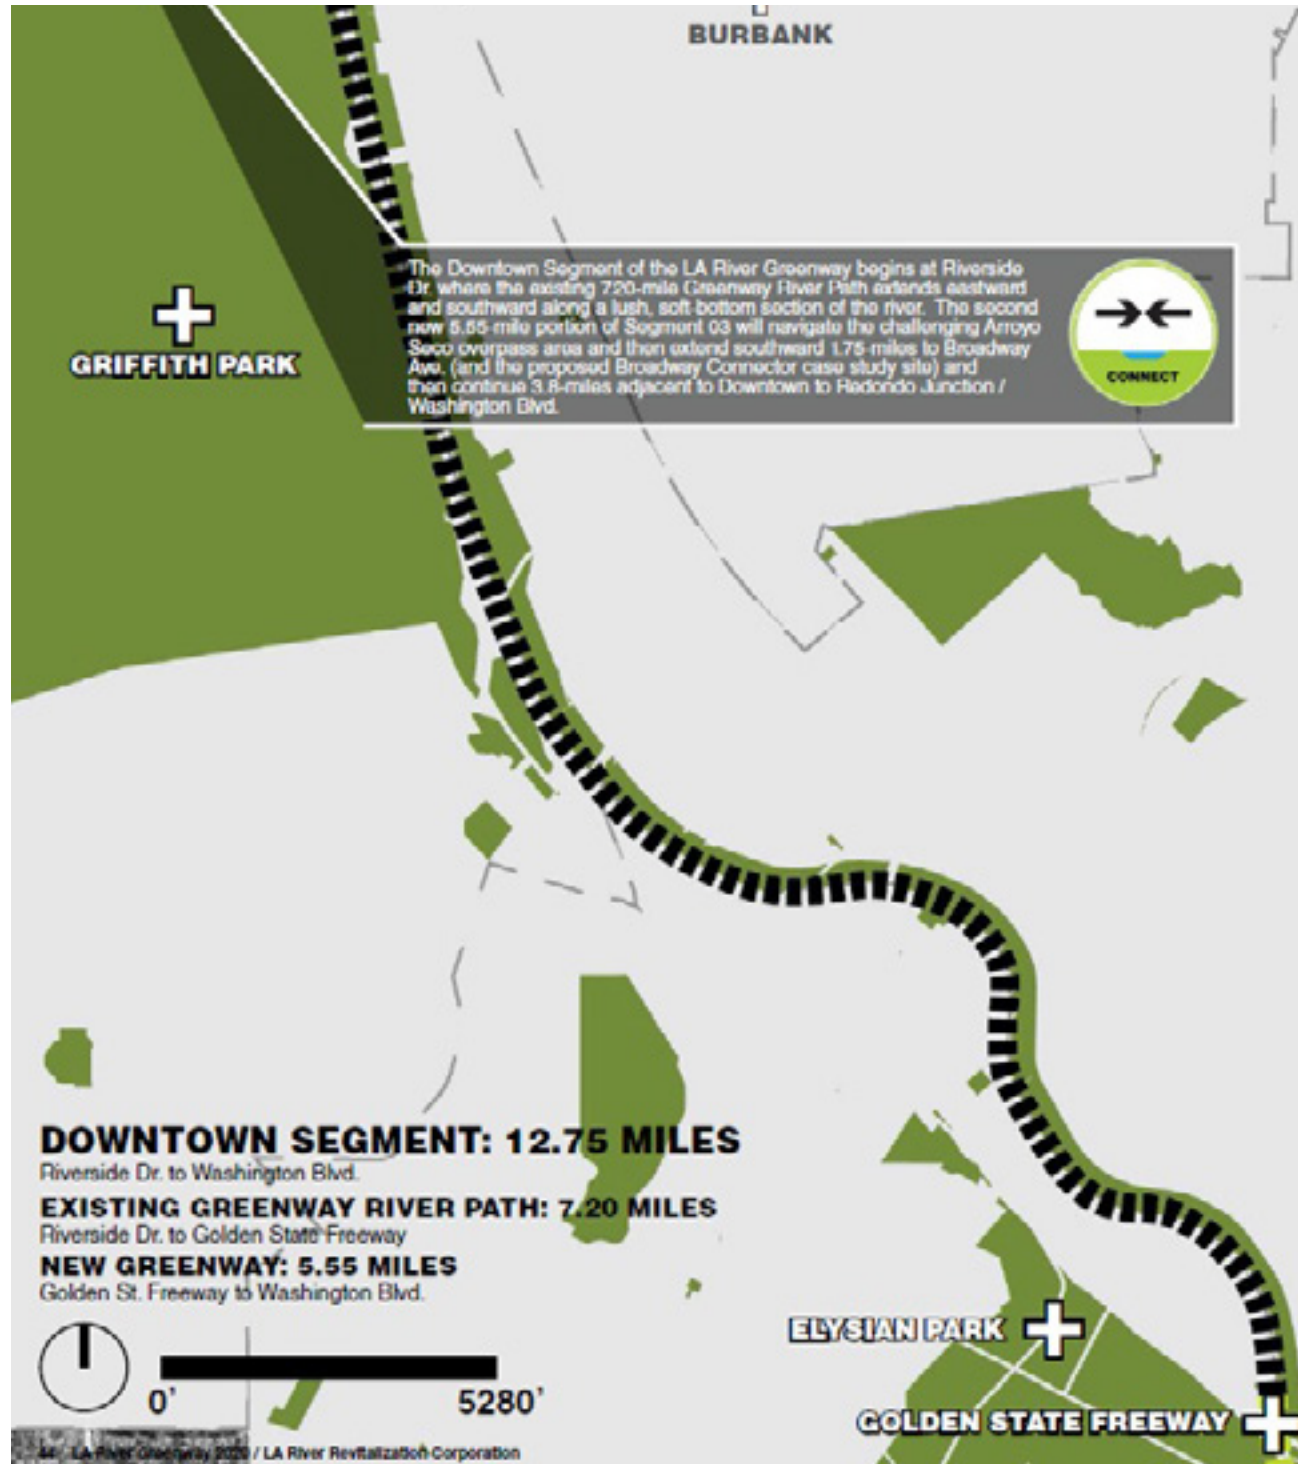 BURBANK
The Downtown Segment of the LA River Greenway begins at Riverside
Dr. where the existing 720-mile Greenway River Path extends eastward
and southward along a lush, soft-bottom section of the river. The second
new 5.55-mile portion of Segment 03 will navigate the challenging Arroyo
Seco overpass area and then extend southward 1.75-miles to Broadway
Ave. (and the proposed Broadway Connector case study site) and
then continue 3.8-miles adjacent to Downtown to Redondo Junction /
Washington Blvd.
CONNECT
GRIFFITH PARK
DOWNTOWN SEGMENT: 12.75 MILES
Riverside Dr. to Washington Blvd.
EXISTING GREENWAY RIVER PATH: 7.20 MILES
Riverside Dr. to Golden State Freeway
NEW GREENWAY: 5.55 MILES
Golden St. Freeway to Washington Blvd.
ELYSIAN PARK
GOLDEN STATE FREEWAY
0' 5280'
44 LA River Greenway 2020 / LA River Revitalization Corporation